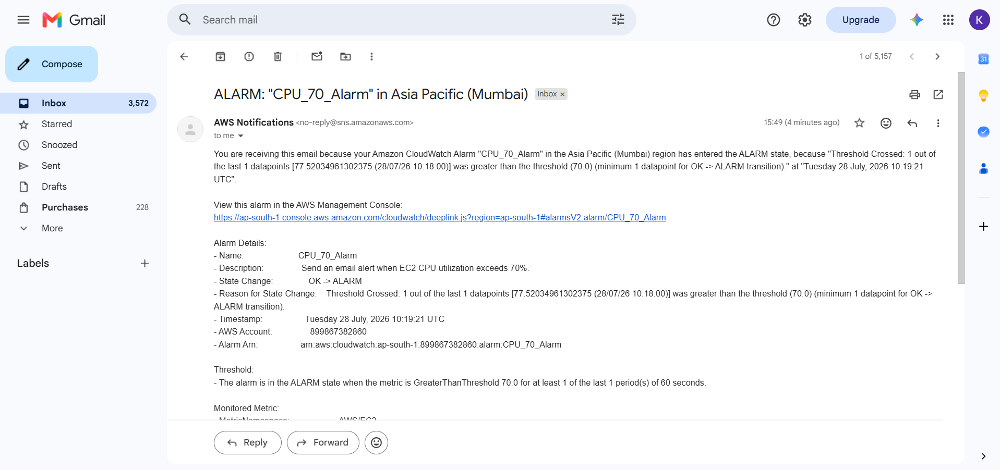 Gmail
Search mail
Upgrade
K
Compose
1 of 5,157
31
Inbox 3,572
Starred
Snoozed
Sent
Drafts
Purchases 228
More
Labels
ALARM: "CPU_70_Alarm" in Asia Pacific (Mumbai) Inbox ×
AWS Notifications <no-reply@sns.amazonaws.com> 15:49 (4 minutes ago)
to me
You are receiving this email because your Amazon CloudWatch Alarm "CPU_70_Alarm" in the Asia Pacific (Mumbai) region has entered the ALARM state, because "Threshold Crossed: 1 out of
the last 1 datapoints [77.52034961302375 (28/07/26 10:18:00)] was greater than the threshold (70.0) (minimum 1 datapoint for OK -> ALARM transition)." at "Tuesday 28 July, 2026 10:19:21
UTC".
View this alarm in the AWS Management Console:
https://ap-south-1.console.aws.amazon.com/cloudwatch/deeplink.js?region=ap-south-1#alarmsV2:alarm/CPU_70_Alarm
Alarm Details:
- Name: CPU_70_Alarm
- Description: Send an email alert when EC2 CPU utilization exceeds 70%.
- State Change: OK -> ALARM
- Reason for State Change: Threshold Crossed: 1 out of the last 1 datapoints [77.52034961302375 (28/07/26 10:18:00)] was greater than the threshold (70.0) (minimum 1 datapoint for OK ->
ALARM transition).
- Timestamp: Tuesday 28 July, 2026 10:19:21 UTC
- AWS Account: 899867382860
- Alarm Arn: arn:aws:cloudwatch:ap-south-1:899867382860:alarm:CPU_70_Alarm
Threshold:
- The alarm is in the ALARM state when the metric is GreaterThanThreshold 70.0 for at least 1 of the last 1 period(s) of 60 seconds.
Monitored Metric:
- MetricNamespace: AWS/EC2
Reply
Forward